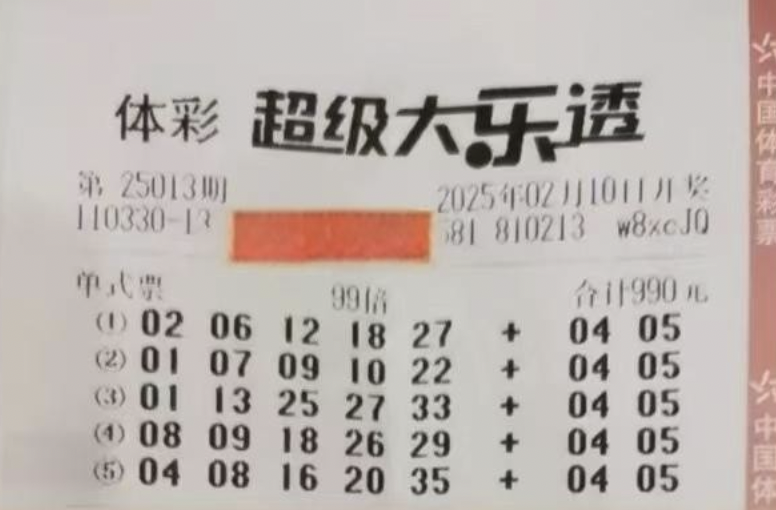 体彩 超级大乐透
第 25013期 2025年02月10日开奖
110330-13 581 810213 w8xcJQ
单式票 99倍 合计990元
(1) 02 06 12 18 27 + 04 05
(2) 01 07 09 10 22 + 04 05
(3) 01 13 25 27 33 + 04 05
(4) 08 09 18 26 29 + 04 05
(5) 04 08 16 20 35 + 04 05
中国体育彩票
中国体